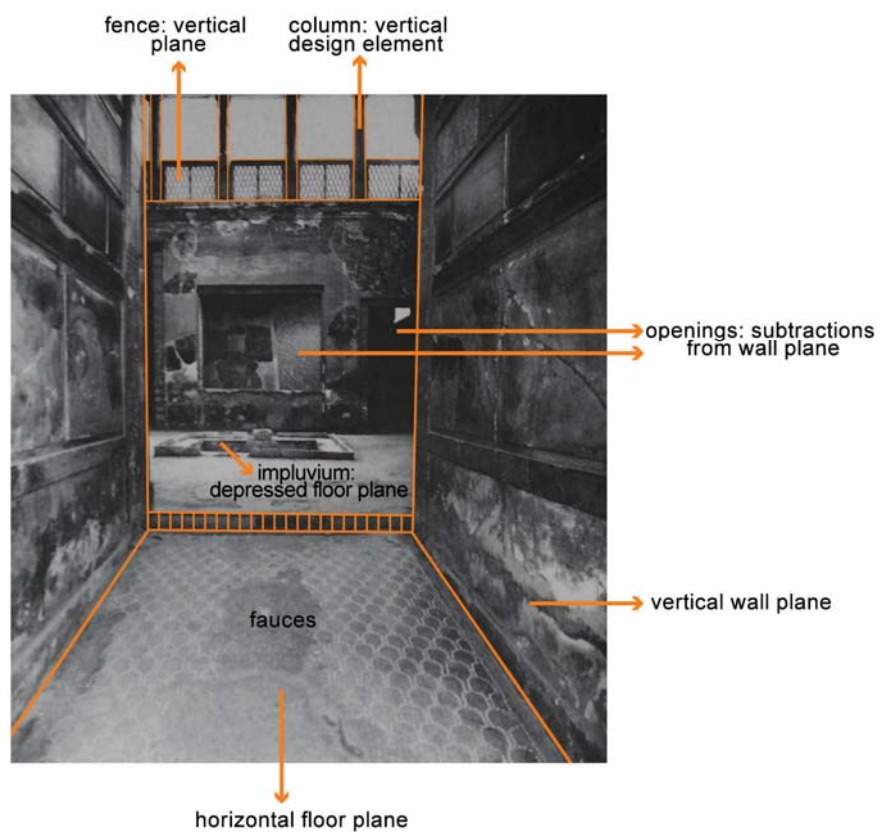 fence: vertical
plane
column: vertical
design element
openings: subtractions
from wall plane
impluvium:
depressed floor plane
vertical wall plane
fauces
horizontal floor plane